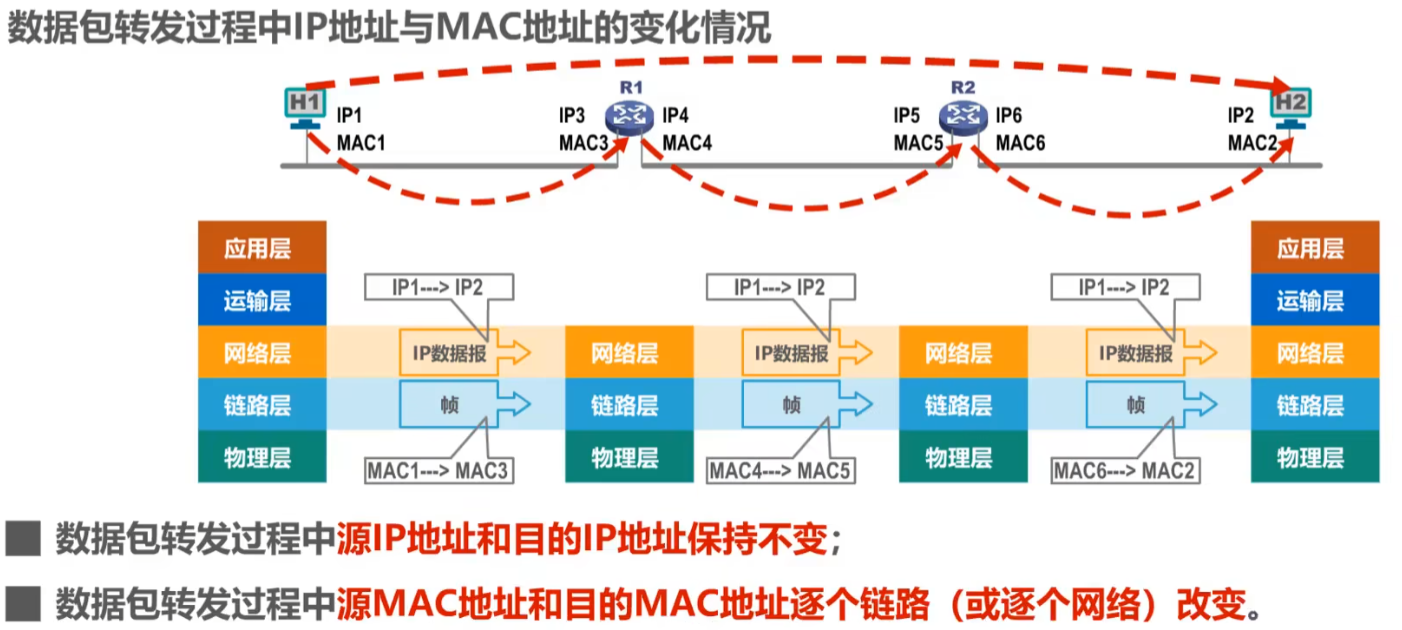 数据包转发过程中IP地址与MAC地址的变化情况
R1 R2
H1 H2
IP1 IP3 IP4 IP5 IP6 IP2
MAC1 MAC3 MAC4 MAC5 MAC6 MAC2
应用层 应用层
IP1---> IP2 IP1---> IP2 IP1---> IP2
运输层 运输层
网络层 IP数据报 网络层 IP数据报 网络层 IP数据报 网络层
链路层 帧 链路层 帧 链路层 帧 链路层
物理层 MAC1---> MAC3 物理层 MAC4---> MAC5 物理层 MAC6---> MAC2 物理层
数据包转发过程中源IP地址和目的IP地址保持不变；
数据包转发过程中源MAC地址和目的MAC地址逐个链路（或逐个网络）改变。